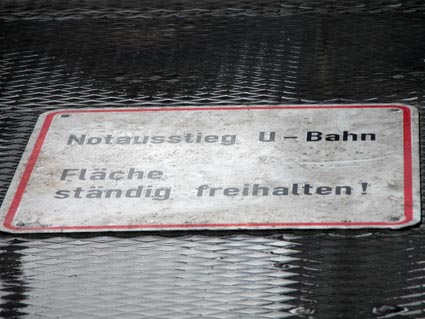 Notausstieg U-Bahn
Fläche
ständig freihalten!